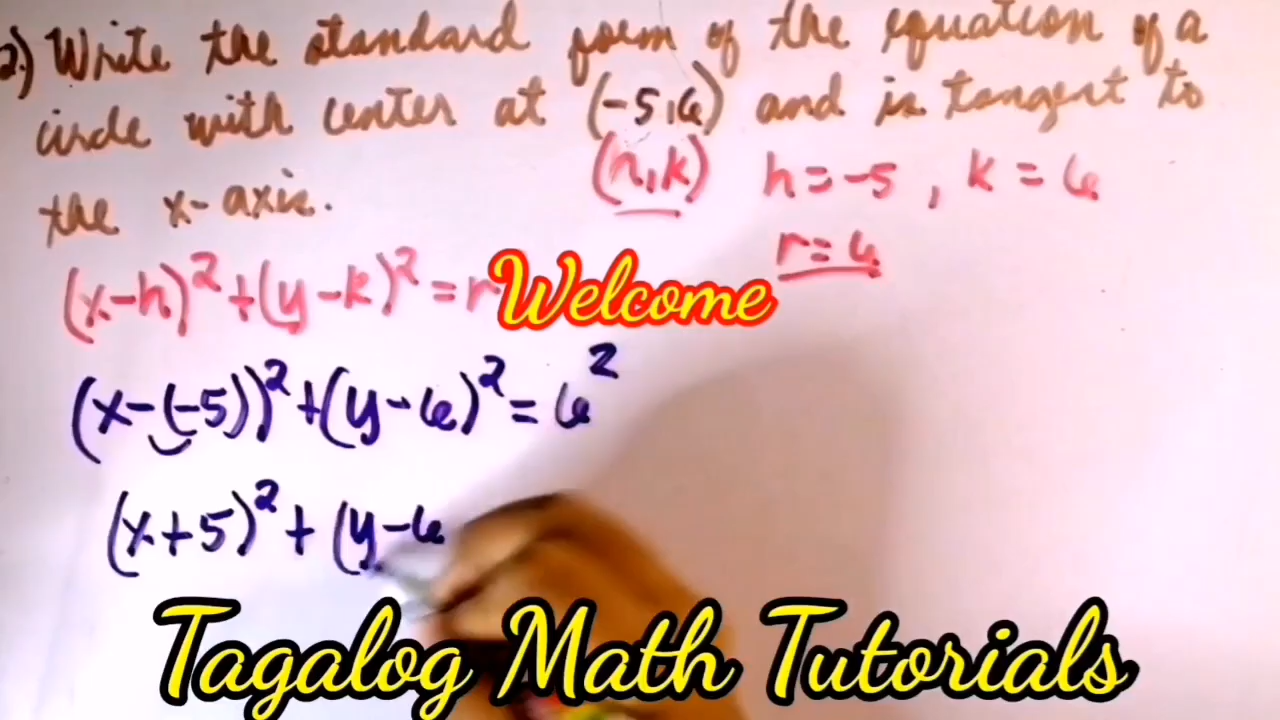 2.) Write the standard form of the equation of a
circle with center at (-5,6) and is tangent to
the x-axis.
(h,k) h=-5, k=6
r=6
(x-h)²+(y-k)²=r
Welcome
(x-(-5))²+(y-6)²=6²
(x+5)²+(y-6
Tagalog Math Tutorials